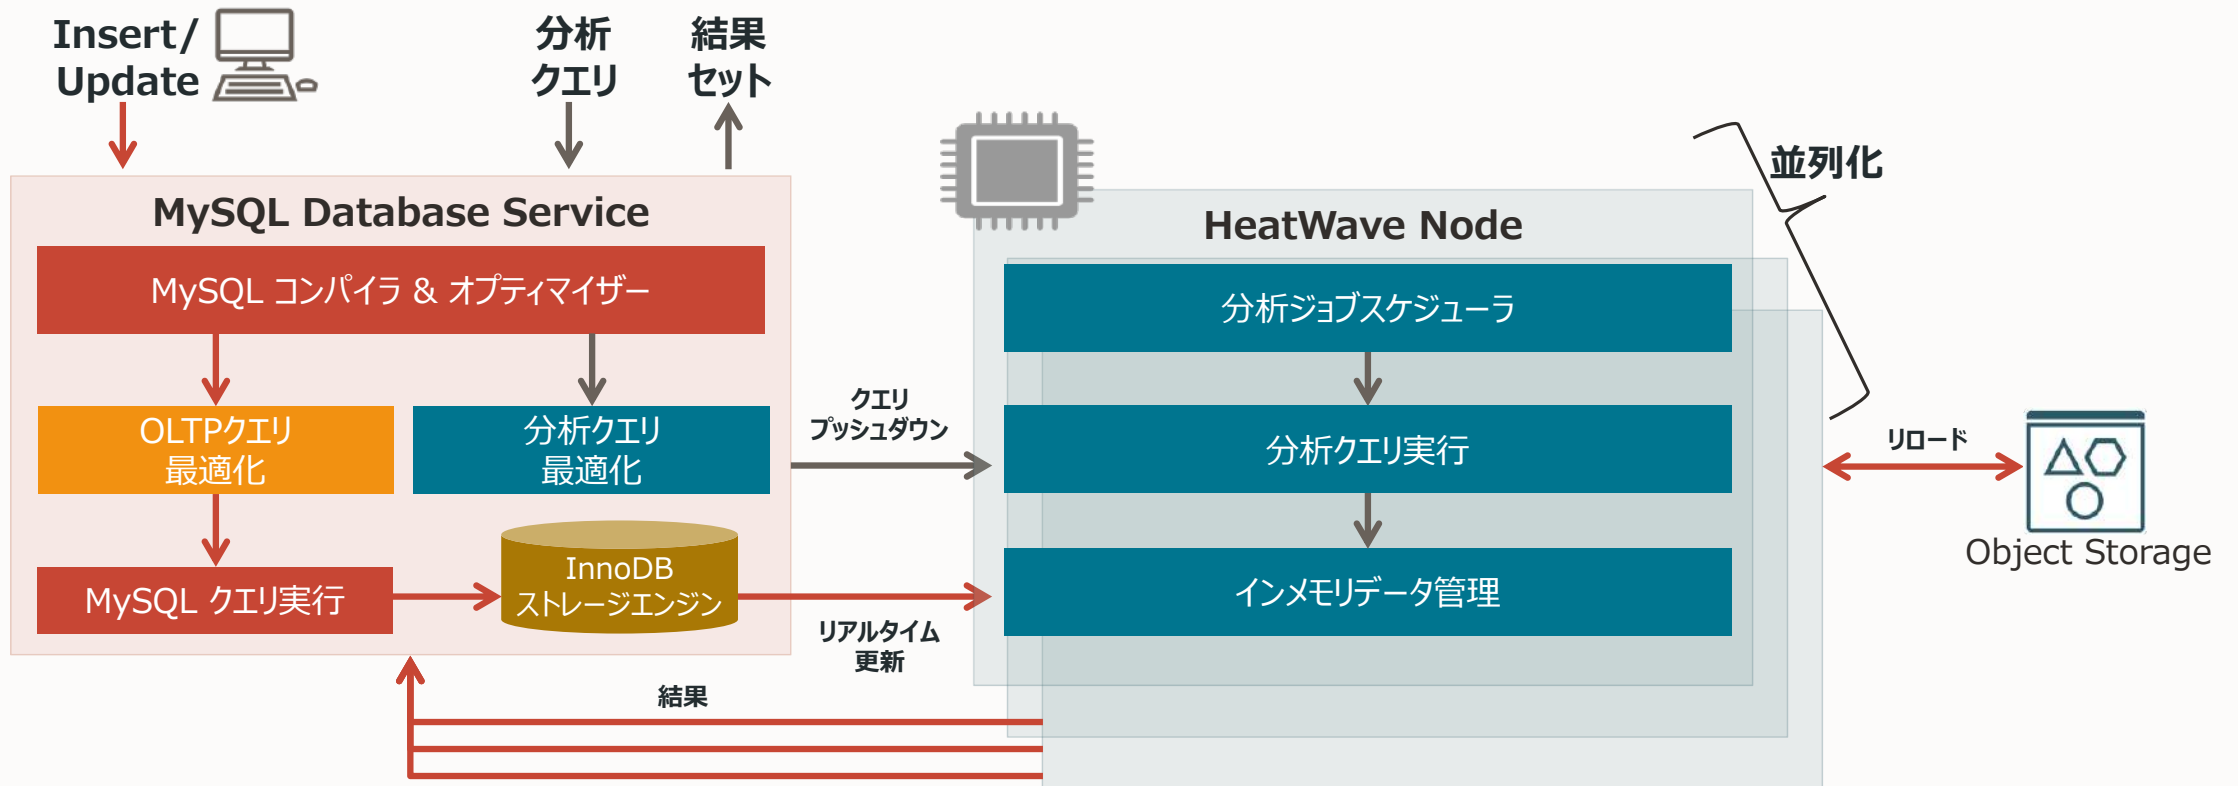 Insert/
Update
分析
クエリ
結果
セット
並列化
MySQL Database Service
HeatWave Node
MySQL コンパイラ & オプティマイザー
分析ジョブスケジューラ
OLTPクエリ
最適化
分析クエリ
最適化
クエリ
プッシュダウン
分析クエリ実行
リロード
Object Storage
MySQL クエリ実行
InnoDB
ストレージエンジン
リアルタイム
更新
インメモリデータ管理
結果